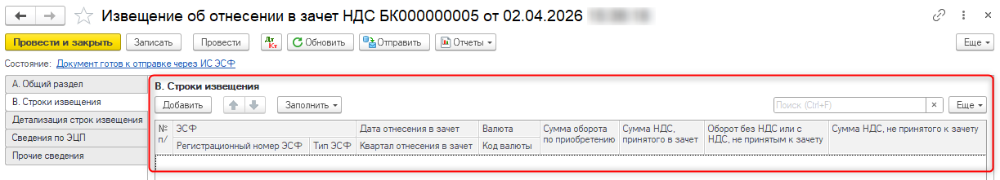 Извещение об отнесении в зачет НДС БК000000005 от 02.04.2026
Провести и закрыть Записать Провести Дт Кт Обновить Отправить Отчеты Еще
Состояние: Документ готов к отправке через ИС ЭСФ
А. Общий раздел
В. Строки извещения
Детализация строк извещения
Сведения по ЭЦП
Прочие сведения
В. Строки извещения
Добавить Заполнить Поиск (Ctrl+F) × Еще
№ п/ ЭСФ Дата отнесения в зачет Валюта Сумма оборота по приобретению Сумма НДС, принятого в зачет Оборот без НДС или с НДС, не принятым к зачету Сумма НДС, не принятого к зачету
Регистрационный номер ЭСФ Тип ЭСФ Квартал отнесения в зачет Код валюты